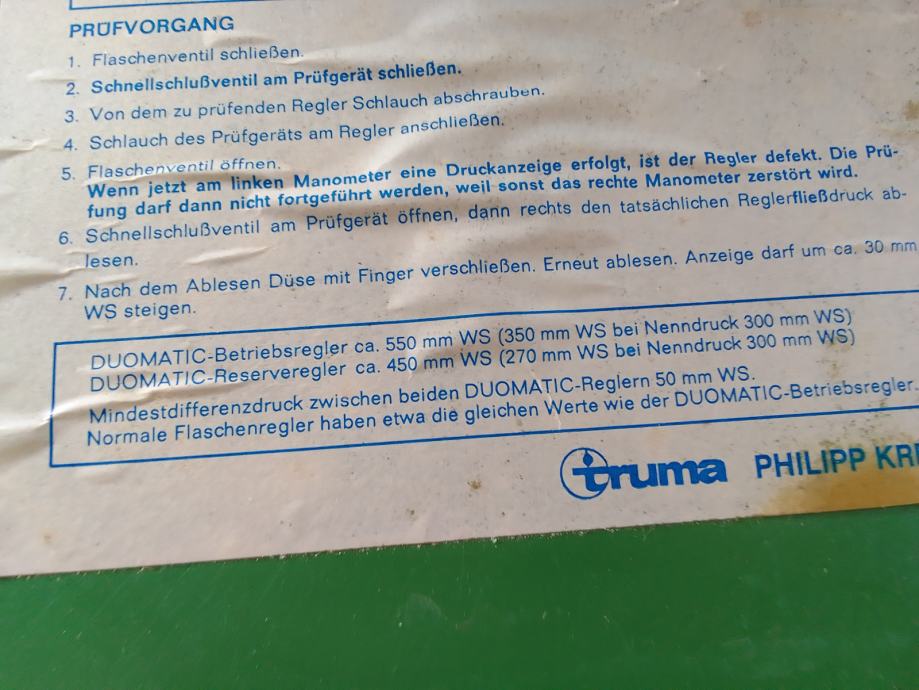 PRÜFVORGANG
1. Flaschenventil schließen.
2. Schnellschlußventil am Prüfgerät schließen.
3. Von dem zu prüfenden Regler Schlauch abschrauben.
4. Schlauch des Prüfgeräts am Regler anschließen.
5. Flaschenventil öffnen.
Wenn jetzt am linken Manometer eine Druckanzeige erfolgt, ist der Regler defekt. Die Prü-
fung darf dann nicht fortgeführt werden, weil sonst das rechte Manometer zerstört wird.
6. Schnellschlußventil am Prüfgerät öffnen, dann rechts den tatsächlichen Reglerfließdruck ab-
lesen.
7. Nach dem Ablesen Düse mit Finger verschließen. Erneut ablesen. Anzeige darf um ca. 30 mm
WS steigen.
DUOMATIC-Betriebsregler ca. 550 mm WS (350 mm WS bei Nenndruck 300 mm WS)
DUOMATIC-Reserveregler ca. 450 mm WS (270 mm WS bei Nenndruck 300 mm WS)
Mindestdifferenzdruck zwischen beiden DUOMATIC-Reglern 50 mm WS.
Normale Flaschenregler haben etwa die gleichen Werte wie der DUOMATIC-Betriebsregler.
truma PHILIPP